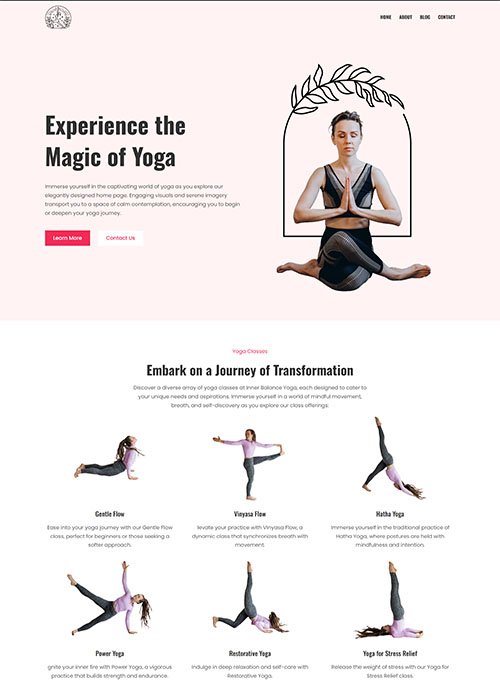 HOME ABOUT BLOG CONTACT
Experience the
Magic of Yoga
Immerse yourself in the captivating world of yoga as you explore our
elegantly designed home page. Engaging visuals and serene imagery
transport you to a space of calm contemplation, encouraging you to begin
or deepen your yoga journey.
Learn More Contact Us
Yoga Classes
Embark on a Journey of Transformation
Discover a diverse array of yoga classes at Inner Balance Yoga, each designed to cater to
your unique needs and aspirations. Immerse yourself in a world of mindful movement,
breath, and self-discovery as you explore our class offerings.
Gentle Flow
Ease into your yoga journey with our Gentle Flow
class, perfect for beginners or those seeking a
softer approach.
Vinyasa Flow
levate your practice with Vinyasa Flow, a
dynamic class that synchronizes breath with
movement.
Hatha Yoga
Immerse yourself in the traditional practice of
Hatha Yoga, where postures are held with
mindfulness and intention.
Power Yoga
Ignite your inner fire with Power Yoga, a vigorous
practice that builds strength and endurance.
Restorative Yoga
Indulge in deep relaxation and self-care with
Restorative Yoga.
Yoga for Stress Relief
Release the weight of stress with our Yoga for
Stress Relief class.